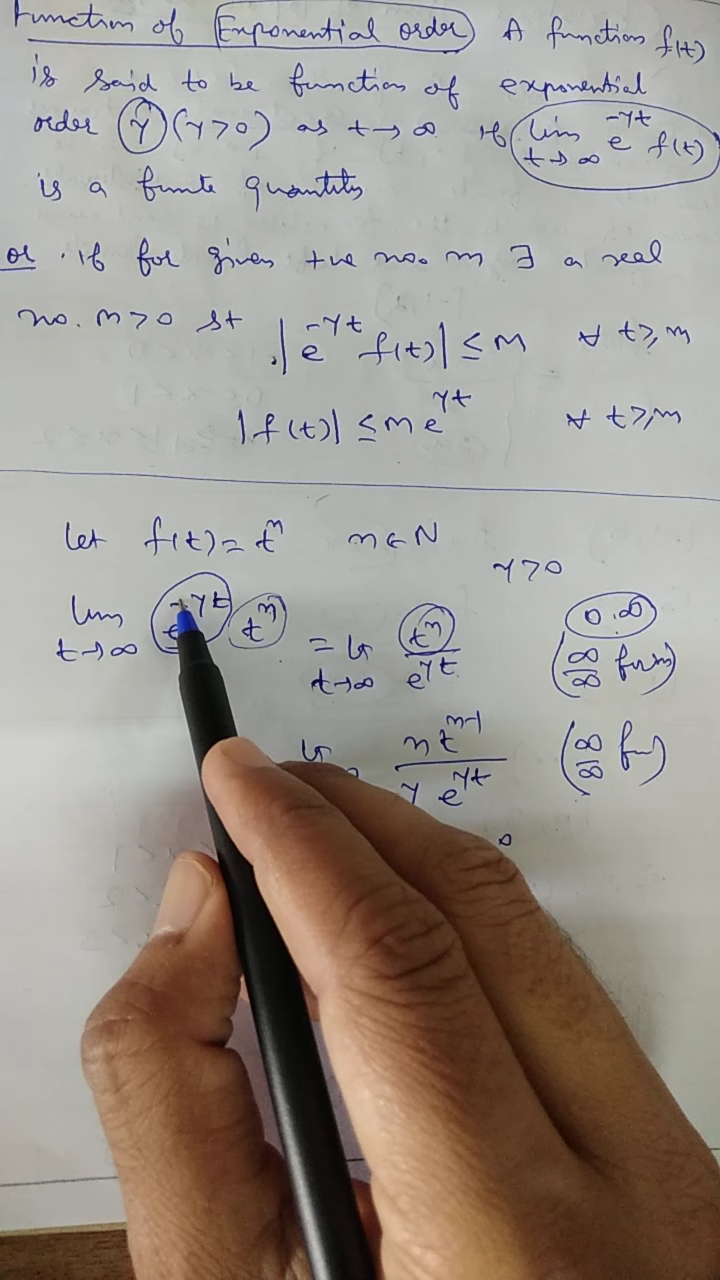 Function of Exponential order A function f(t)
is said to be function of exponential
order γ (γ>0) as t→∞ if lim t→∞ e^{-γt} f(t)
is a finite quantity
or if for given +ve no. m ∃ a real
no. M>0 st |e^{-γt} f(t)| ≤ M ∀ t≥m
|f(t)| ≤ M e^{γt} ∀ t≥m
let f(t) = t^n n∈N
γ>0
lim t→∞ e^{-γt} t^n = lt t→∞ t^n / e^{γt} (∞/∞ form) 0.∞
lt n t^{n-1} / γ e^{γt} (∞/∞ form)